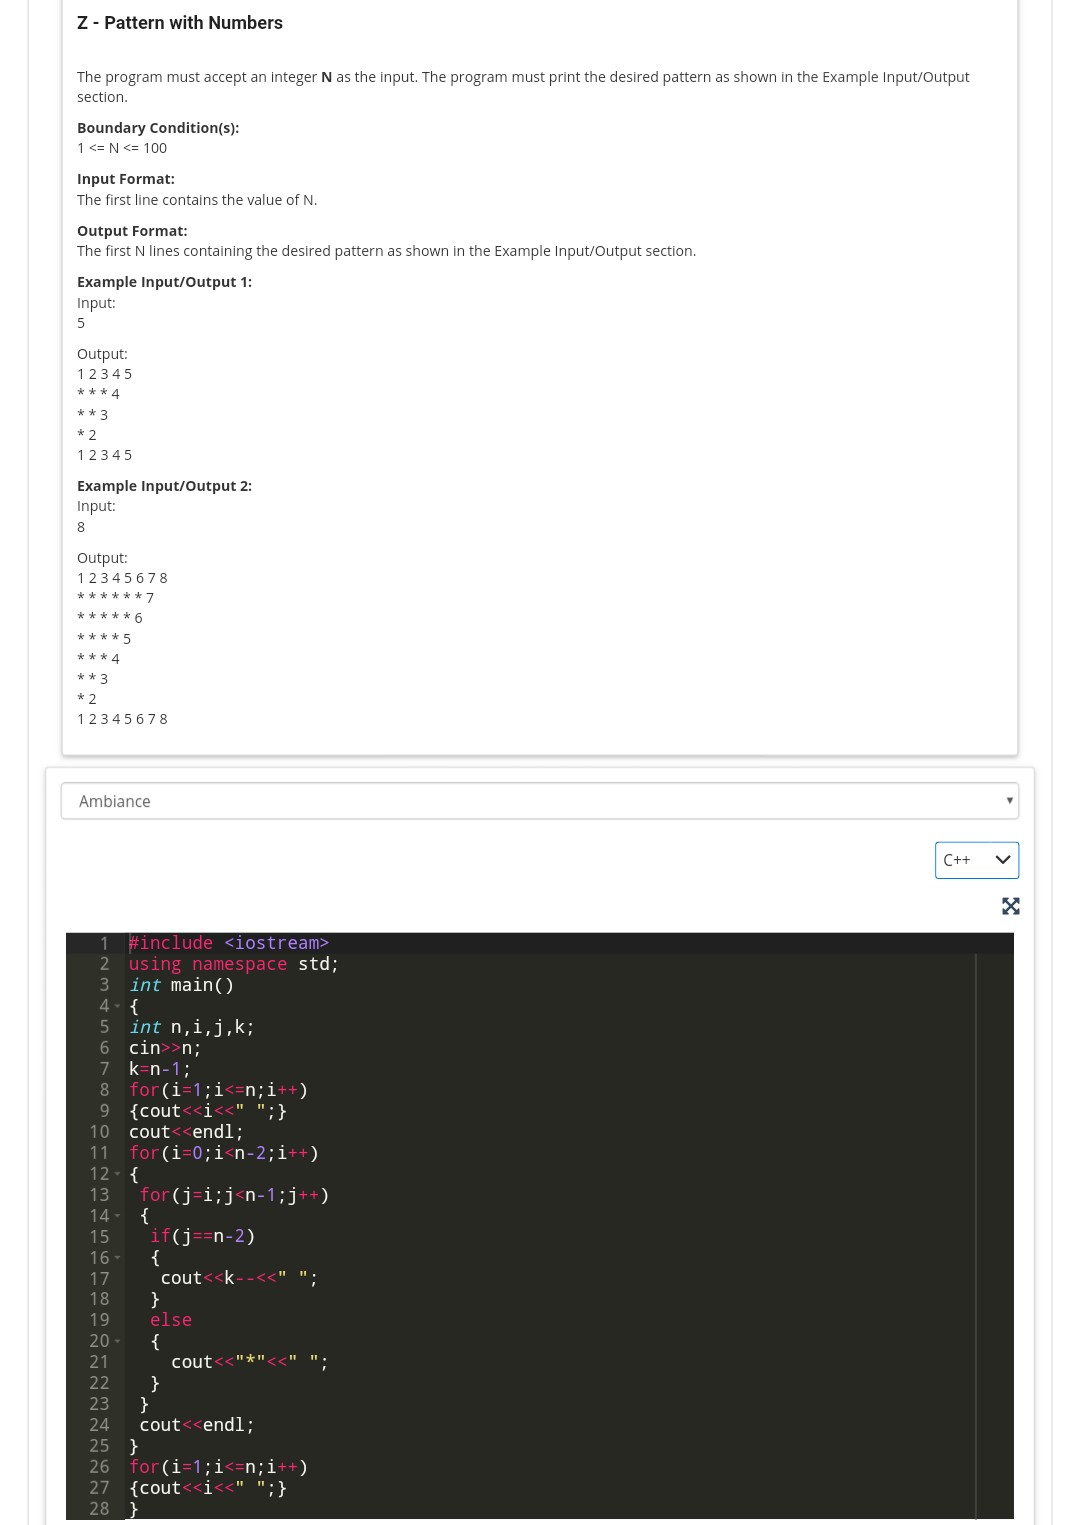 Z - Pattern with Numbers
The program must accept an integer N as the input. The program must print the desired pattern as shown in the Example Input/Output
section.
Boundary Condition(s):
1 <= N <= 100
Input Format:
The first line contains the value of N.
Output Format:
The first N lines containing the desired pattern as shown in the Example Input/Output section.
Example Input/Output 1:
Input:
5
Output:
1 2 3 4 5
* * * 4
* * 3
* 2
1 2 3 4 5
Example Input/Output 2:
Input:
8
Output:
1 2 3 4 5 6 7 8
* * * * * * 7
* * * * * 6
* * * * 5
* * * 4
* * 3
* 2
1 2 3 4 5 6 7 8
Ambiance
C++
1 #include <iostream>
2 using namespace std;
3 int main()
4 {
5 int n,i,j,k;
6 cin>>n;
7 k=n-1;
8 for(i=1;i<=n;i++)
9 {cout<<i<<" ";}
10 cout<<endl;
11 for(i=0;i<n-2;i++)
12 {
13  for(j=i;j<n-1;j++)
14  {
15   if(j==n-2)
16   {
17    cout<<k--<<" ";
18   }
19   else
20   {
21     cout<<"*"<<" ";
22   }
23  }
24  cout<<endl;
25 }
26 for(i=1;i<=n;i++)
27 {cout<<i<<" ";}
28 }